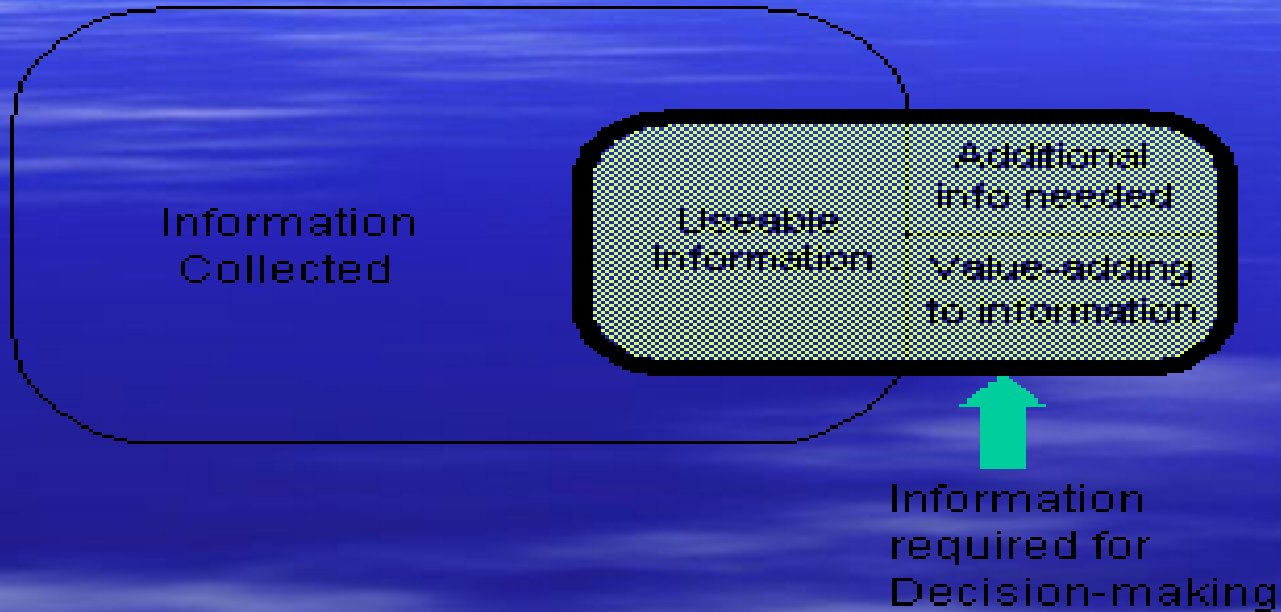 Information
Collected
Useable
Information
Additional
info needed
Value-adding
to information
Information
required for
Decision-making